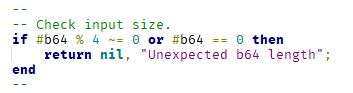 --
-- Check input size.
if #b64 % 4 ~= 0 or #b64 == 0 then
    return nil, "Unexpected b64 length";
end
--